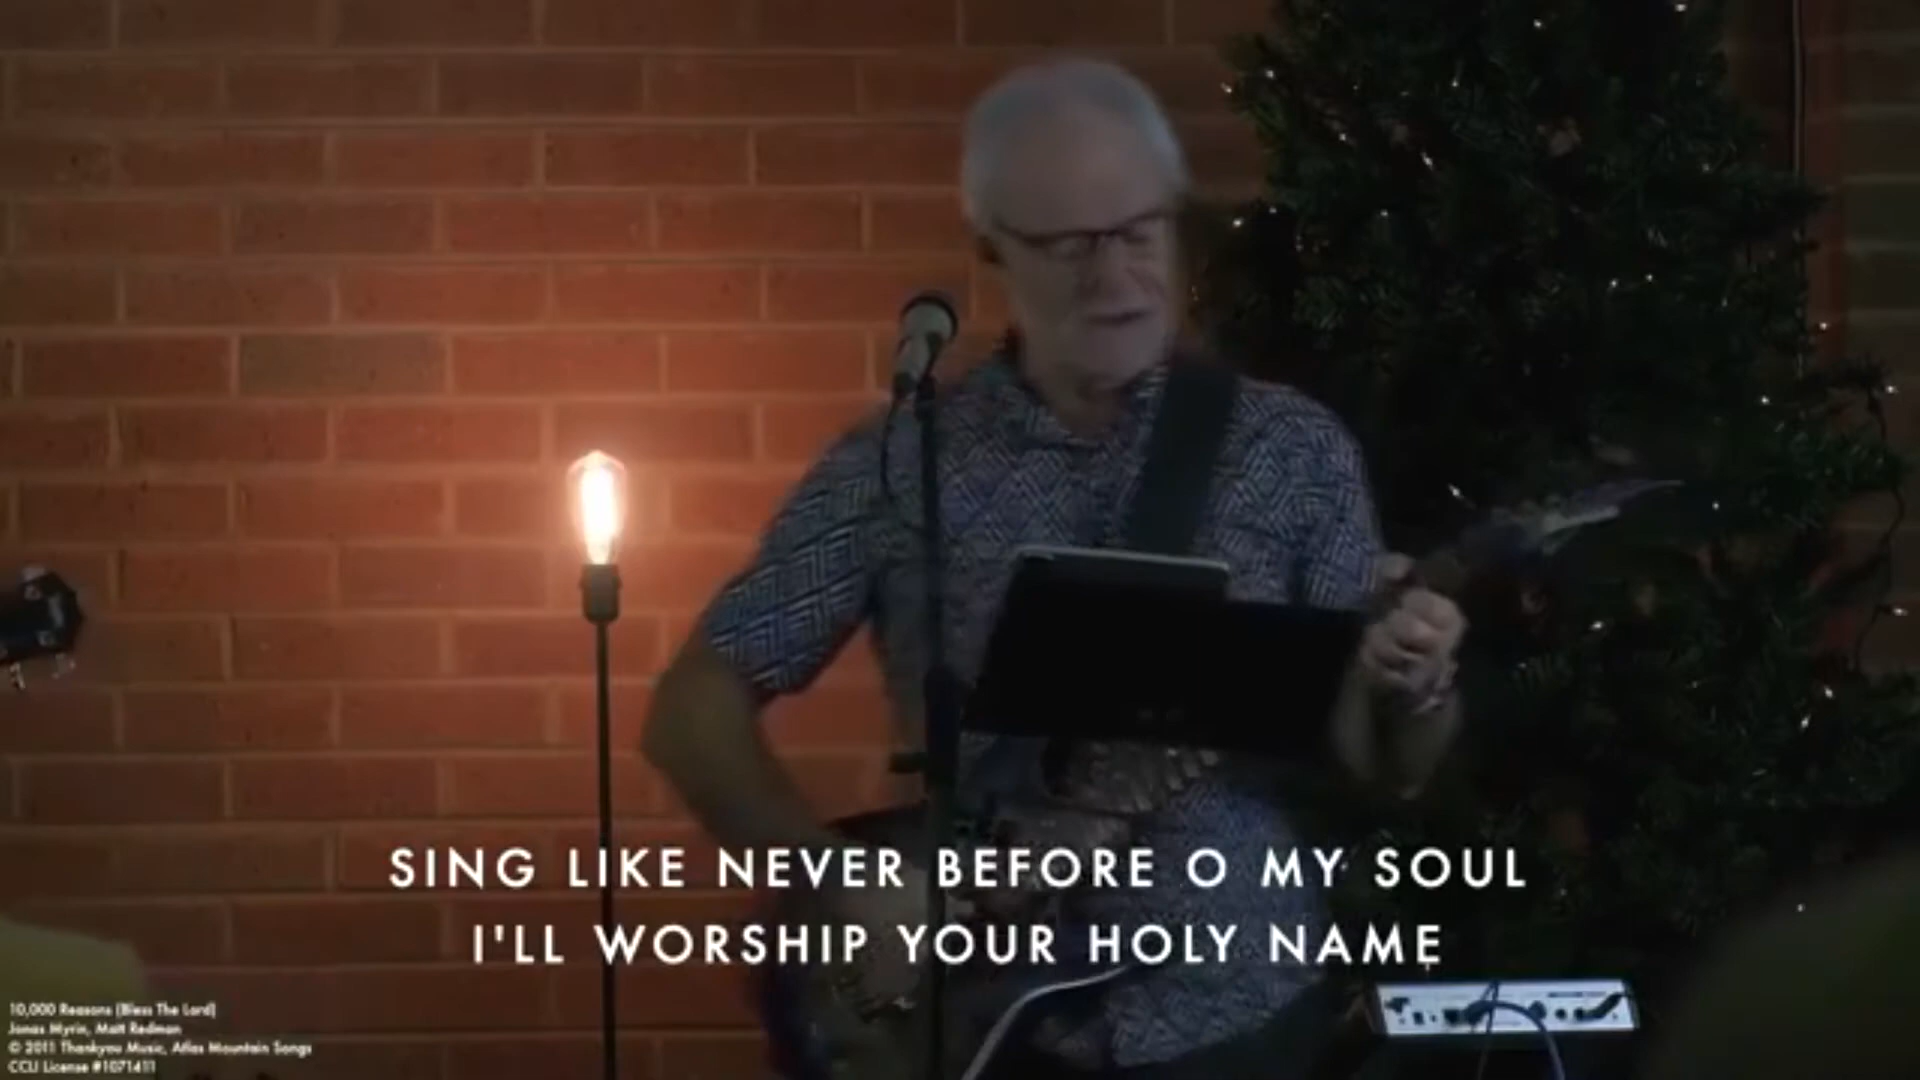 SING LIKE NEVER BEFORE O MY SOUL
I'LL WORSHIP YOUR HOLY NAME
10,000 Reasons (Bless The Lord)
Jonas Myrin, Matt Redman
© 2011 Thankyou Music, Atlas Mountain Songs
CCLI License #1071411